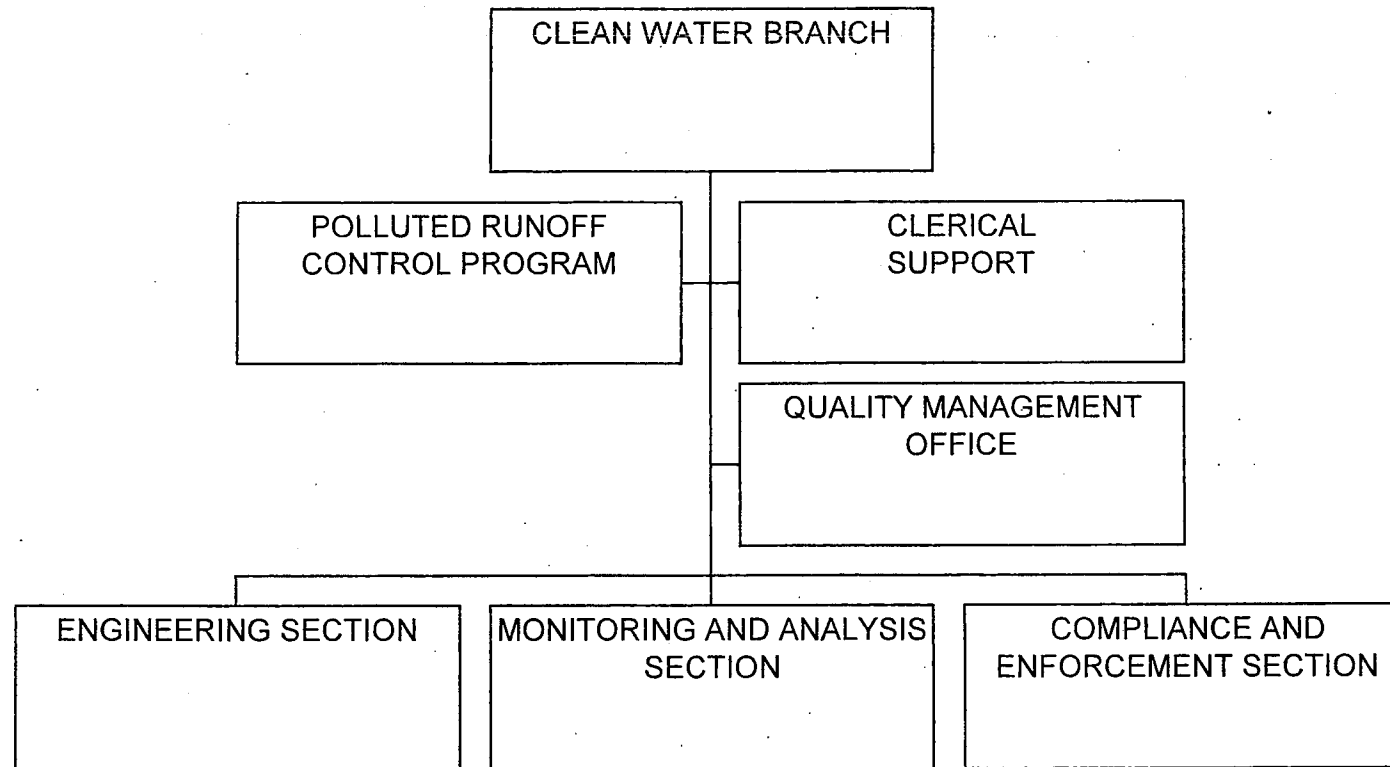 CLEAN WATER BRANCH
POLLUTED RUNOFF
CONTROL PROGRAM
CLERICAL
SUPPORT
QUALITY MANAGEMENT
OFFICE
ENGINEERING SECTION
MONITORING AND ANALYSIS
SECTION
COMPLIANCE AND
ENFORCEMENT SECTION